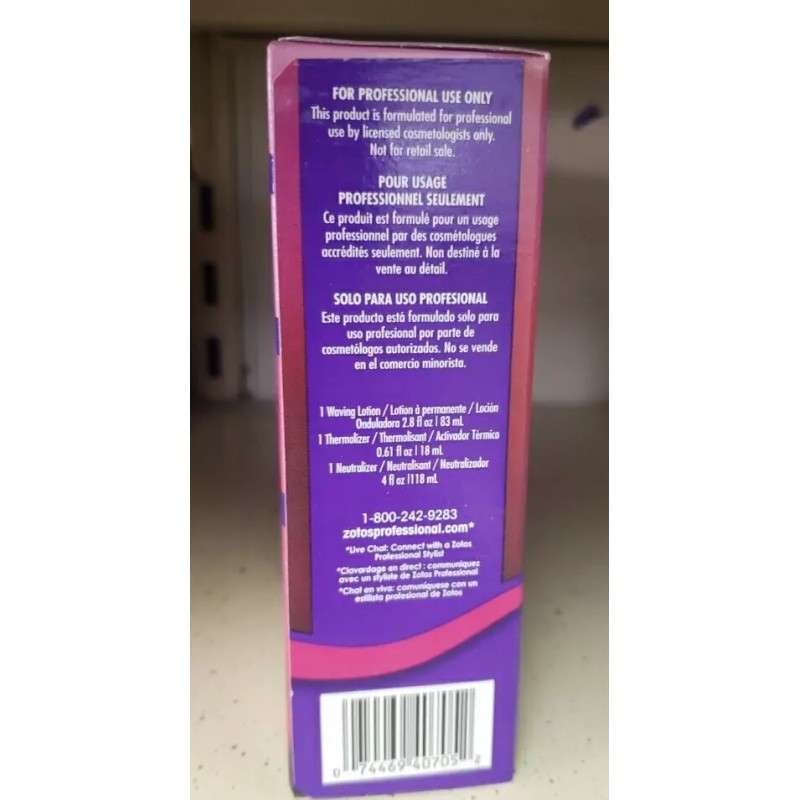 FOR PROFESSIONAL USE ONLY
This product is formulated for professional
use by licensed cosmetologists only.
Not for retail sale.
POUR USAGE
PROFESSIONNEL SEULEMENT
Ce produit est formulé pour un usage
professionnel par des cosmétologues
accrédités seulement. Non destiné à la
vente au détail.
SOLO PARA USO PROFESIONAL
Este producto está formulado solo para
uso profesional por parte de
cosmetólogos autorizados. No se vende
en el comercio minorista.
1 Waving Lotion / Lotion à permanente / Loción
Onduladora 2.8 fl oz | 83 mL
1 Thermolizer / Thermolisant / Activador Térmico
0.61 fl oz | 18 mL
1 Neutralizer / Neutralisant / Neutralizador
4 fl oz |118 mL
1-800-242-9283
zotosprofessional.com*
*Live Chat: Connect with a Zotos
Professional Stylist
*Clavardage en direct : communiquez
avec un styliste de Zotos Professional
*Chat en vivo: comuníquese con un
estilista profesional de Zotos
0 74469 40705 2